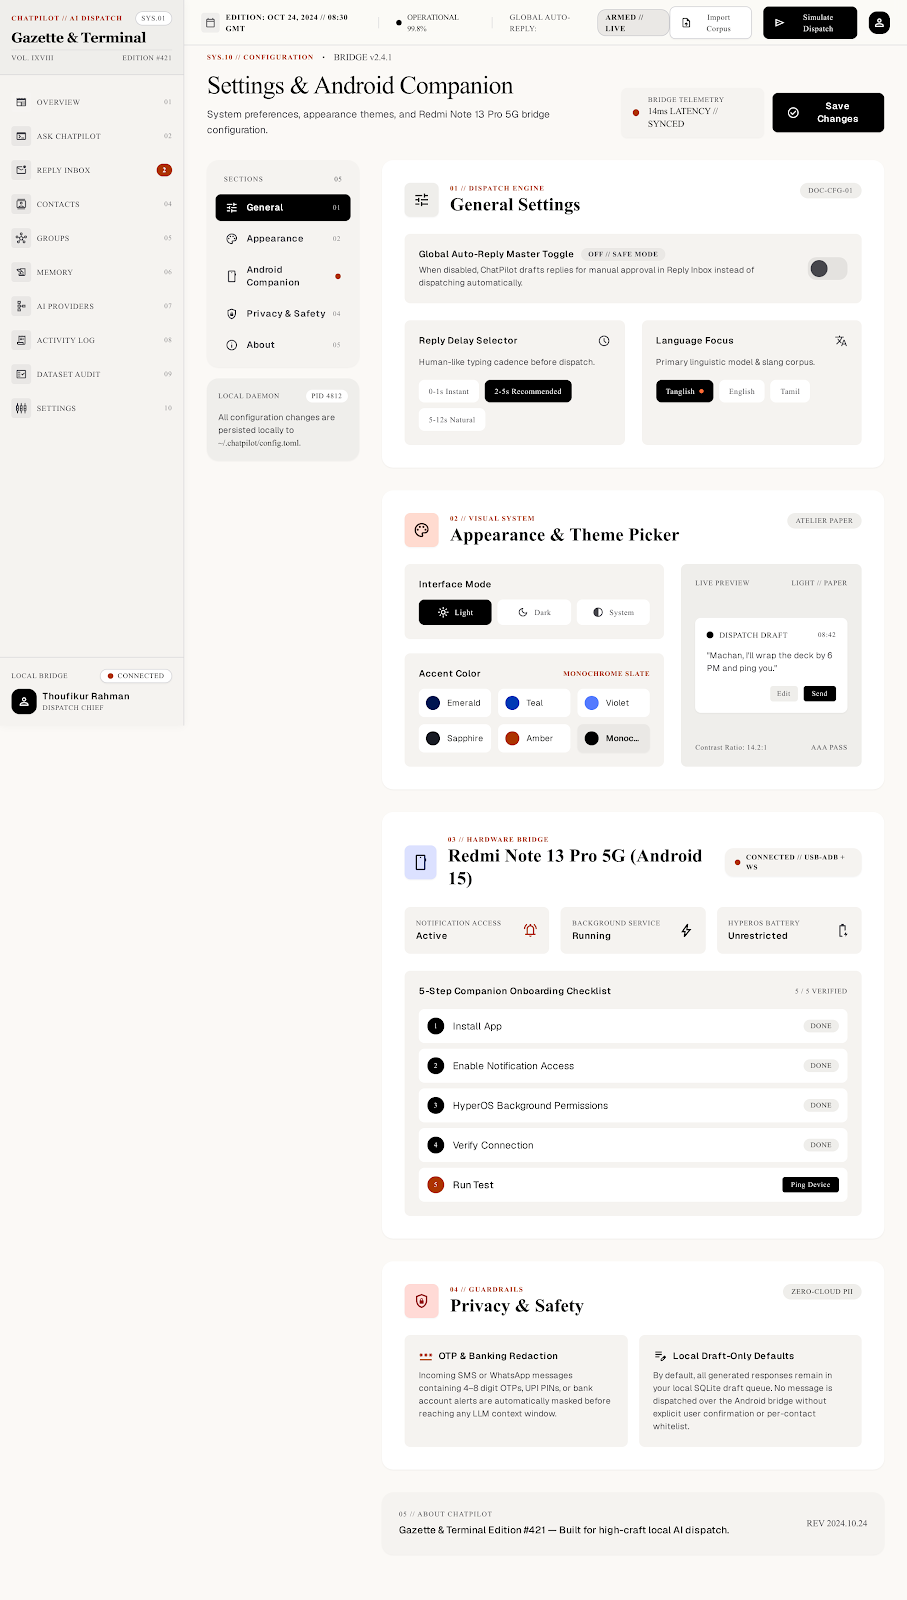 CHATPILOT // AI DISPATCH
SYS.01
Gazette & Terminal
VOL. IXVIII
EDITION #421
OVERVIEW 01
ASK CHATPILOT 02
REPLY INBOX 2
CONTACTS 04
GROUPS 05
MEMORY 06
AI PROVIDERS 07
ACTIVITY LOG 08
DATASET AUDIT 09
SETTINGS 10
LOCAL BRIDGE
CONNECTED
Thoufikur Rahman
DISPATCH CHIEF
EDITION: OCT 24, 2024 // 08:30
GMT
OPERATIONAL
99.8%
GLOBAL AUTO-
REPLY:
ARMED //
LIVE
Import
Corpus
Simulate
Dispatch
SYS.10 // CONFIGURATION • BRIDGE v2.4.1
Settings & Android Companion
System preferences, appearance themes, and Redmi Note 13 Pro 5G bridge
configuration.
BRIDGE TELEMETRY
14ms LATENCY //
SYNCED
Save
Changes
SECTIONS 05
General 01
Appearance 02
Android
Companion
Privacy & Safety 04
About 05
LOCAL DAEMON
PID 4812
All configuration changes are
persisted locally to
~/.chatpilot/config.toml.
01 // DISPATCH ENGINE
General Settings
DOC-CFG-01
Global Auto-Reply Master Toggle
OFF // SAFE MODE
When disabled, ChatPilot drafts replies for manual approval in Reply Inbox instead of
dispatching automatically.
Reply Delay Selector
Human-like typing cadence before dispatch.
0-1s Instant
2-5s Recommended
5-12s Natural
Language Focus
Primary linguistic model & slang corpus.
Tanglish
English
Tamil
02 // VISUAL SYSTEM
Appearance & Theme Picker
ATELIER PAPER
Interface Mode
Light
Dark
System
Accent Color
MONOCHROME SLATE
Emerald
Teal
Violet
Sapphire
Amber
Monoc...
LIVE PREVIEW
LIGHT // PAPER
DISPATCH DRAFT
08:42
"Machan, I'll wrap the deck by 6
PM and ping you."
Edit
Send
Contrast Ratio: 14.2:1
AAA PASS
03 // HARDWARE BRIDGE
Redmi Note 13 Pro 5G (Android
15)
CONNECTED // USB-ADB +
WS
NOTIFICATION ACCESS
Active
BACKGROUND SERVICE
Running
HYPEROS BATTERY
Unrestricted
5-Step Companion Onboarding Checklist
5 / 5 VERIFIED
1 Install App DONE
2 Enable Notification Access DONE
3 HyperOS Background Permissions DONE
4 Verify Connection DONE
5 Run Test Ping Device
04 // GUARDRAILS
Privacy & Safety
ZERO-CLOUD PII
OTP & Banking Redaction
Incoming SMS or WhatsApp messages
containing 4–8 digit OTPs, UPI PINs, or bank
account alerts are automatically masked before
reaching any LLM context window.
Local Draft-Only Defaults
By default, all generated responses remain in
your local SQLite draft queue. No message is
dispatched over the Android bridge without
explicit user confirmation or per-contact
whitelist.
05 // ABOUT CHATPILOT
Gazette & Terminal Edition #421 — Built for high-craft local AI dispatch.
REV 2024.10.24